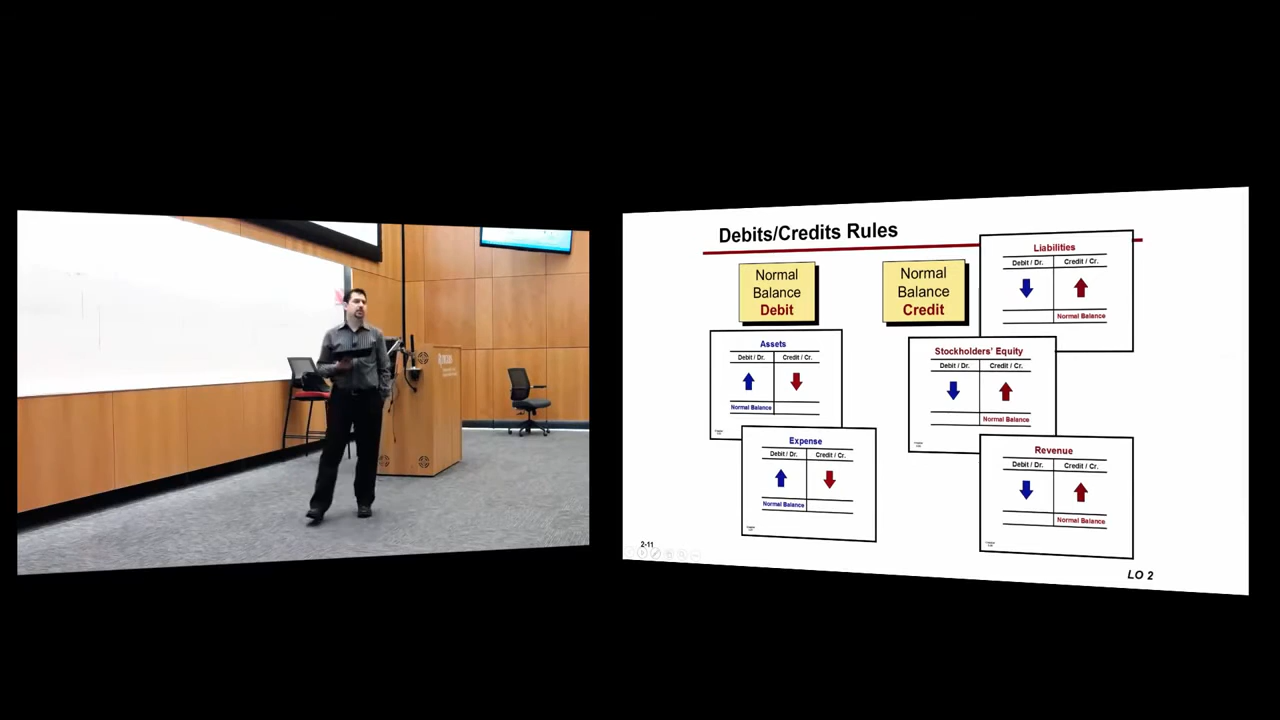 Debits/Credits Rules
Normal
Balance
Debit
Normal
Balance
Credit
Liabilities
Debit / Dr. Credit / Cr.
Normal Balance
Assets
Debit / Dr. Credit / Cr.
Normal Balance
Stockholders' Equity
Debit / Dr. Credit / Cr.
Normal Balance
Expense
Debit / Dr. Credit / Cr.
Normal Balance
Revenue
Debit / Dr. Credit / Cr.
Normal Balance
2-11
LO 2